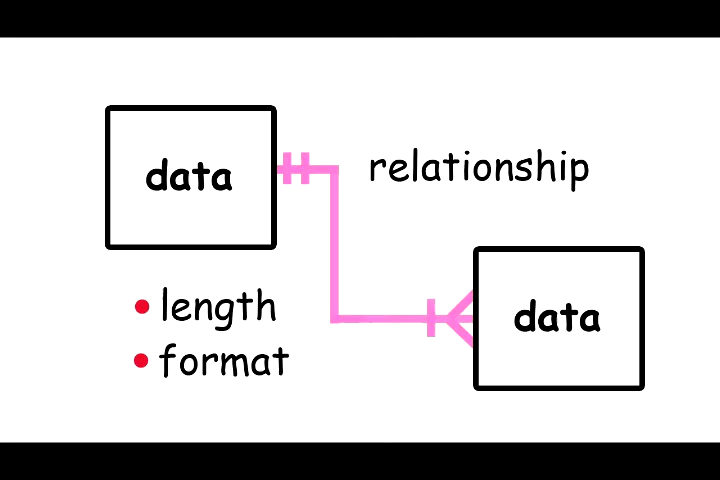 data
relationship
data
length
format